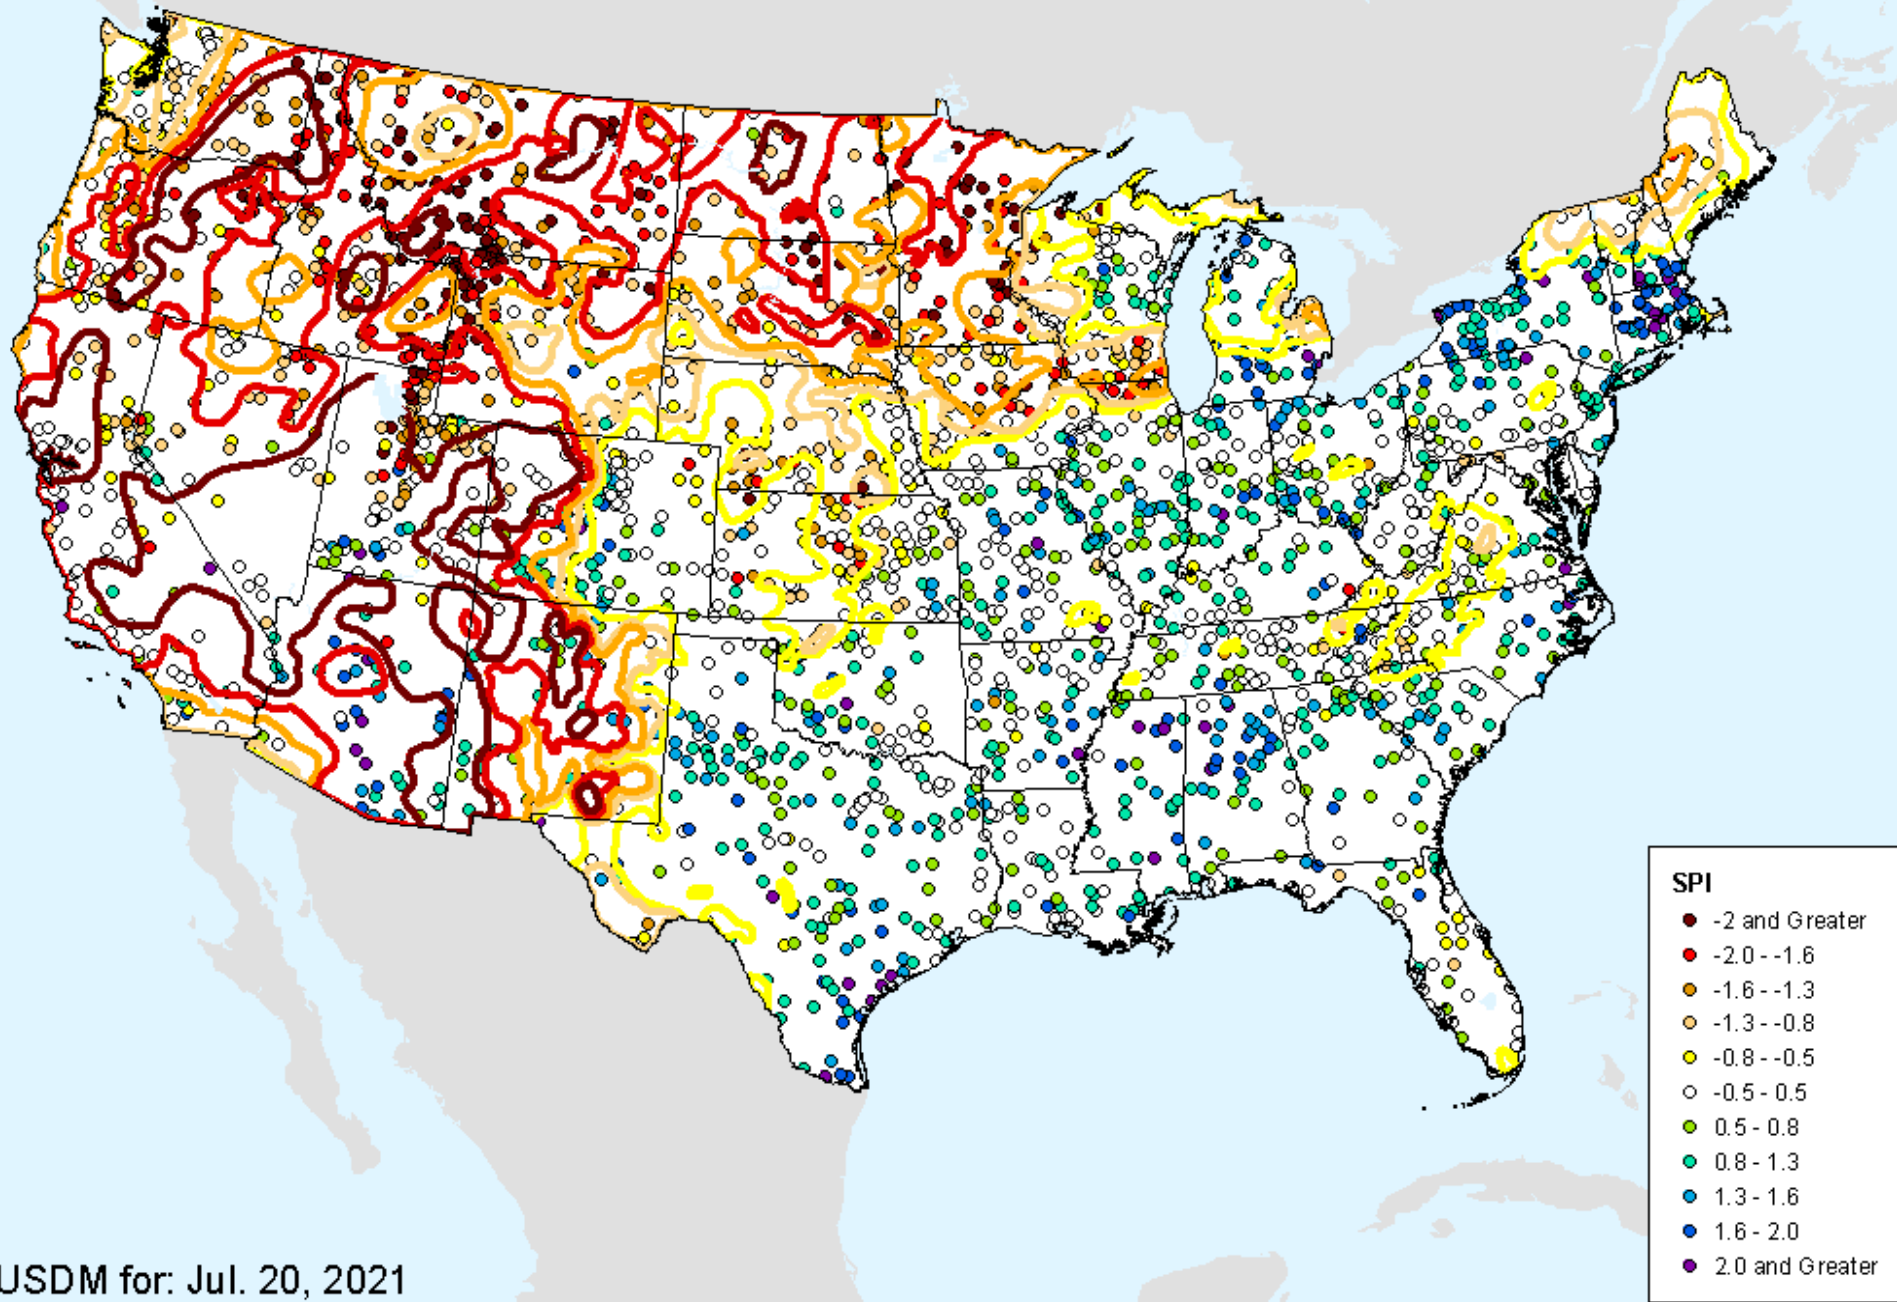 SPI
-2 and Greater
-2.0 - -1.6
-1.6 - -1.3
-1.3 - -0.8
-0.8 - -0.5
-0.5 - 0.5
0.5 - 0.8
0.8 - 1.3
1.3 - 1.6
1.6 - 2.0
2.0 and Greater
USDM for: Jul. 20, 2021